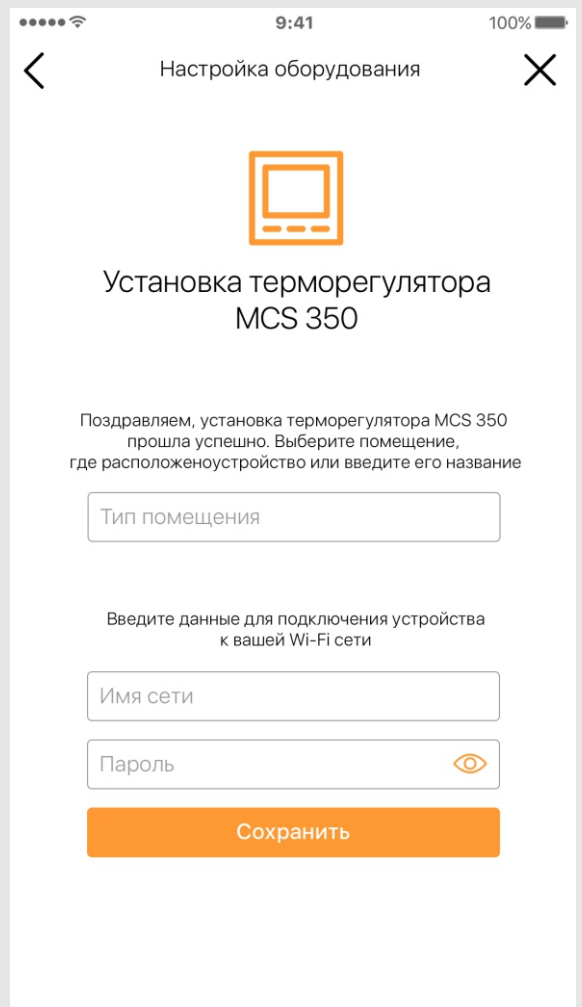 9:41
100%
Настройка оборудования
Установка терморегулятора
MCS 350
Поздравляем, установка терморегулятора MCS 350
прошла успешно. Выберите помещение,
где расположеноустройство или введите его название
Тип помещения
Введите данные для подключения устройства
к вашей Wi-Fi сети
Имя сети
Пароль
Сохранить